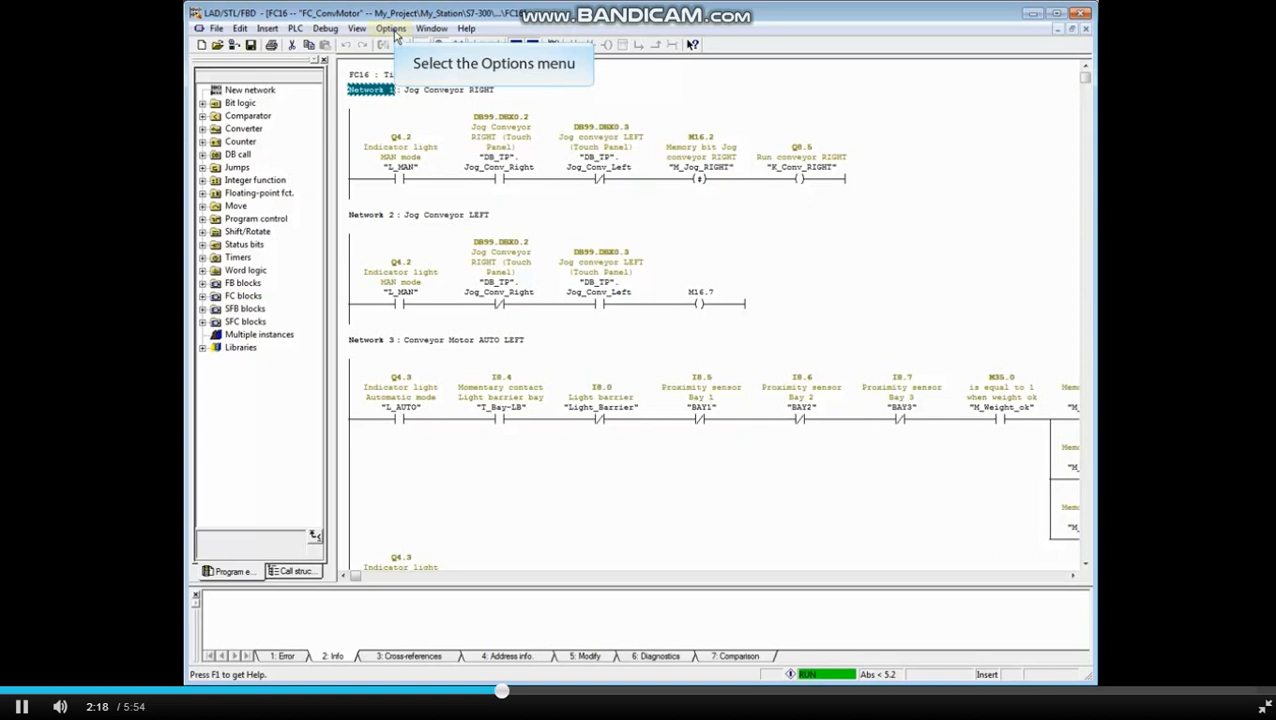 LAD/STL/FBD - [FC16 -- "FC_ConvMotor" -- My_Project\My_Station\S7-300\...\FC16]
www.BANDICAM.com
File Edit Insert PLC Debug View Options Window Help
Select the Options menu
New network
Bit logic
Comparator
Converter
Counter
DB call
Jumps
Integer function
Floating-point fct.
Move
Program control
Shift/Rotate
Status bits
Timers
Word logic
FB blocks
FC blocks
SFB blocks
SFC blocks
Multiple instances
Libraries
Program e... Call struc...
FC16 : Ti
Network 1 : Jog Conveyor RIGHT
DB99.DBX0.2
Jog Conveyor
RIGHT (Touch
Panel)
"DB_TP".
Jog_Conv_Right
DB99.DBX0.3
Jog conveyor LEFT
(Touch Panel)
"DB_TP".
Jog_Conv_Left
Q4.2
Indicator light
MAN mode
"L_MAN"
M16.2
Memory bit Jog
conveyor RIGHT
"M_Jog_RIGHT"
Q8.5
Run conveyor RIGHT
"K_Conv_RIGHT"
Network 2 : Jog Conveyor LEFT
Q4.2
Indicator light
MAN mode
"L_MAN"
DB99.DBX0.2
Jog Conveyor
RIGHT (Touch
Panel)
"DB_TP".
Jog_Conv_Right
DB99.DBX0.3
Jog conveyor LEFT
(Touch Panel)
"DB_TP".
Jog_Conv_Left
M16.7
Network 3 : Conveyor Motor AUTO LEFT
Q4.3
Indicator light
Automatic mode
"L_AUTO"
I8.4
Momentary contact
Light barrier bay
"T_Bay-LB"
I8.0
Light barrier
"Light_Barrier"
I8.5
Proximity sensor
Bay 1
"BAY1"
I8.6
Proximity sensor
Bay 2
"BAY2"
I8.7
Proximity sensor
Bay 3
"BAY3"
M35.0
is equal to 1
when weight ok
"M_Weight_ok"
Memo
"M_
Memo
"M_
Memo
"M_
Q4.3
Indicator light
1: Error 2: Info 3: Cross-references 4: Address info. 5: Modify 6: Diagnostics 7: Comparison
Press F1 to get Help. RUN Abs < 5.2 Insert
2:18 / 5:54